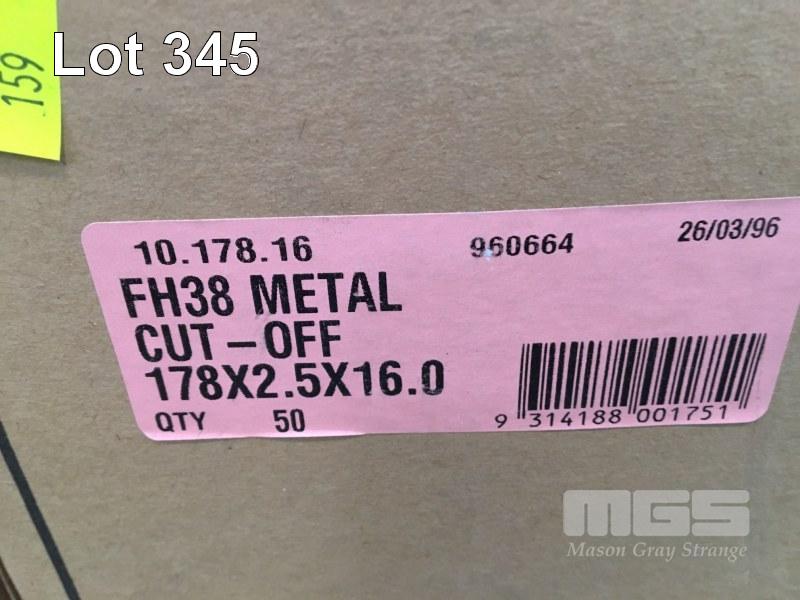 Lot 345
159
10.178.16 960664 26/03/96
FH38 METAL
CUT-OFF
178X2.5X16.0
QTY 50
9 314188 001751
MGS
Mason Gray Strange